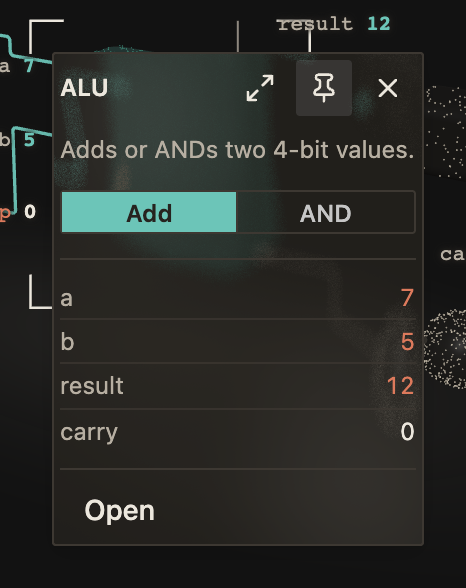 result 12
a 7
ALU
Adds or ANDs two 4-bit values.
b 5
Add AND
p 0
ca
a 7
b 5
result 12
carry 0
Open